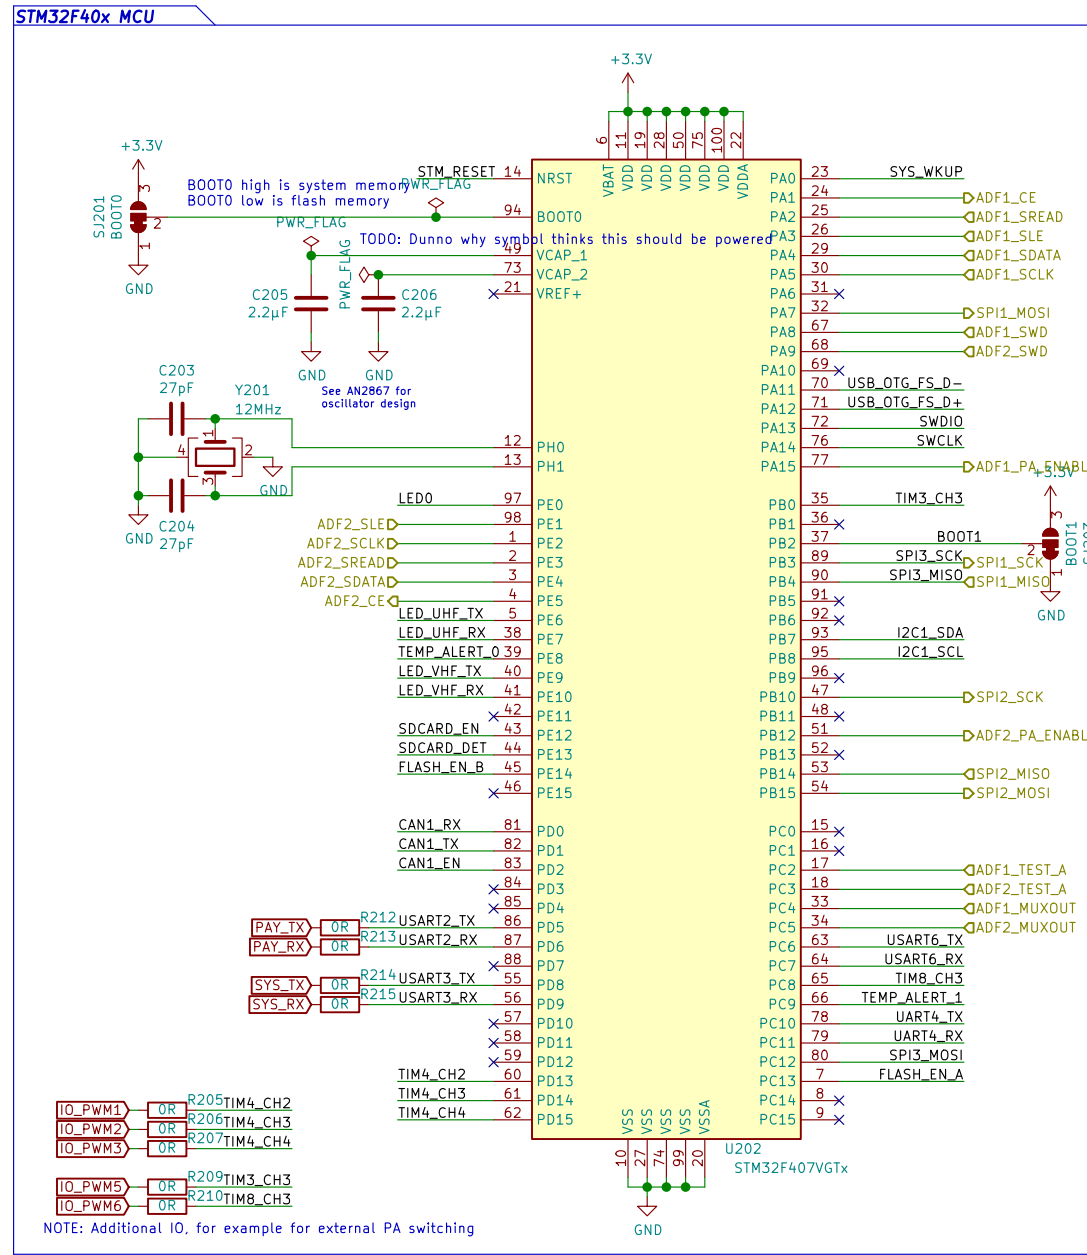 STM32F40x MCU
+3.3V
6
11
19
28
50
75
100
22
VBAT
VDD
VDD
VDD
VDD
VDD
VDD
VDDA
+3.3V
3
SJ201
BOOT0
2
1
GND
BOOT0 high is system memory
BOOT0 low is flash memory
STM_RESET 14 NRST
PWR_FLAG
94 BOOT0
PWR_FLAG
TODO: Dunno why symbol thinks this should be powered
49 VCAP_1
PWR_FLAG
73 VCAP_2
21 VREF+
C205
2.2µF
C206
2.2µF
GND
GND
See AN2867 for
oscillator design
C203
27pF
Y201
12MHz
1
4
2
3
GND
GND
C204
27pF
12 PH0
13 PH1
LED0 97 PE0
ADF2_SLE 98 PE1
ADF2_SCLK 1 PE2
ADF2_SREAD 2 PE3
ADF2_SDATA 3 PE4
ADF2_CE 4 PE5
LED_UHF_TX 5 PE6
LED_UHF_RX 38 PE7
TEMP_ALERT_0 39 PE8
LED_VHF_TX 40 PE9
LED_VHF_RX 41 PE10
42 PE11
SDCARD_EN 43 PE12
SDCARD_DET 44 PE13
FLASH_EN_B 45 PE14
46 PE15
CAN1_RX 81 PD0
CAN1_TX 82 PD1
CAN1_EN 83 PD2
84 PD3
85 PD4
PAY_TX 0R R212 USART2_TX 86 PD5
PAY_RX 0R R213 USART2_RX 87 PD6
88 PD7
SYS_TX 0R R214 USART3_TX 55 PD8
SYS_RX 0R R215 USART3_RX 56 PD9
57 PD10
58 PD11
59 PD12
TIM4_CH2 60 PD13
TIM4_CH3 61 PD14
TIM4_CH4 62 PD15
PA0 23 SYS_WKUP
PA1 24 ADF1_CE
PA2 25 ADF1_SREAD
PA3 26 ADF1_SLE
PA4 29 ADF1_SDATA
PA5 30 ADF1_SCLK
PA6 31
PA7 32 SPI1_MOSI
PA8 67 ADF1_SWD
PA9 68 ADF2_SWD
PA10 69
PA11 70 USB_OTG_FS_D-
PA12 71 USB_OTG_FS_D+
PA13 72 SWDIO
PA14 76 SWCLK
PA15 77 ADF1_PA_ENABL
+3.3V
PB0 35 TIM3_CH3
PB1 36
PB2 37 BOOT1
3
2
1
BOOT1
GND
PB3 89 SPI3_SCK SPI1_SCK
PB4 90 SPI3_MISO SPI1_MISO
PB5 91
PB6 92
PB7 93 I2C1_SDA
PB8 95 I2C1_SCL
PB9 96
PB10 47 SPI2_SCK
PB11 48
PB12 51 ADF2_PA_ENABL
PB13 52
PB14 53 SPI2_MISO
PB15 54 SPI2_MOSI
PC0 15
PC1 16
PC2 17 ADF1_TEST_A
PC3 18 ADF2_TEST_A
PC4 33 ADF1_MUXOUT
PC5 34 ADF2_MUXOUT
PC6 63 USART6_TX
PC7 64 USART6_RX
PC8 65 TIM8_CH3
PC9 66 TEMP_ALERT_1
PC10 78 UART4_TX
PC11 79 UART4_RX
PC12 80 SPI3_MOSI
PC13 7 FLASH_EN_A
PC14 8
PC15 9
VSS
VSS
VSS
VSS
VSSA
10
27
74
99
20
U202
STM32F407VGTx
GND
IO_PWM1 0R R205 TIM4_CH2
IO_PWM2 0R R206 TIM4_CH3
IO_PWM3 0R R207 TIM4_CH4
IO_PWM5 0R R209 TIM3_CH3
IO_PWM6 0R R210 TIM8_CH3
NOTE: Additional IO, for example for external PA switching